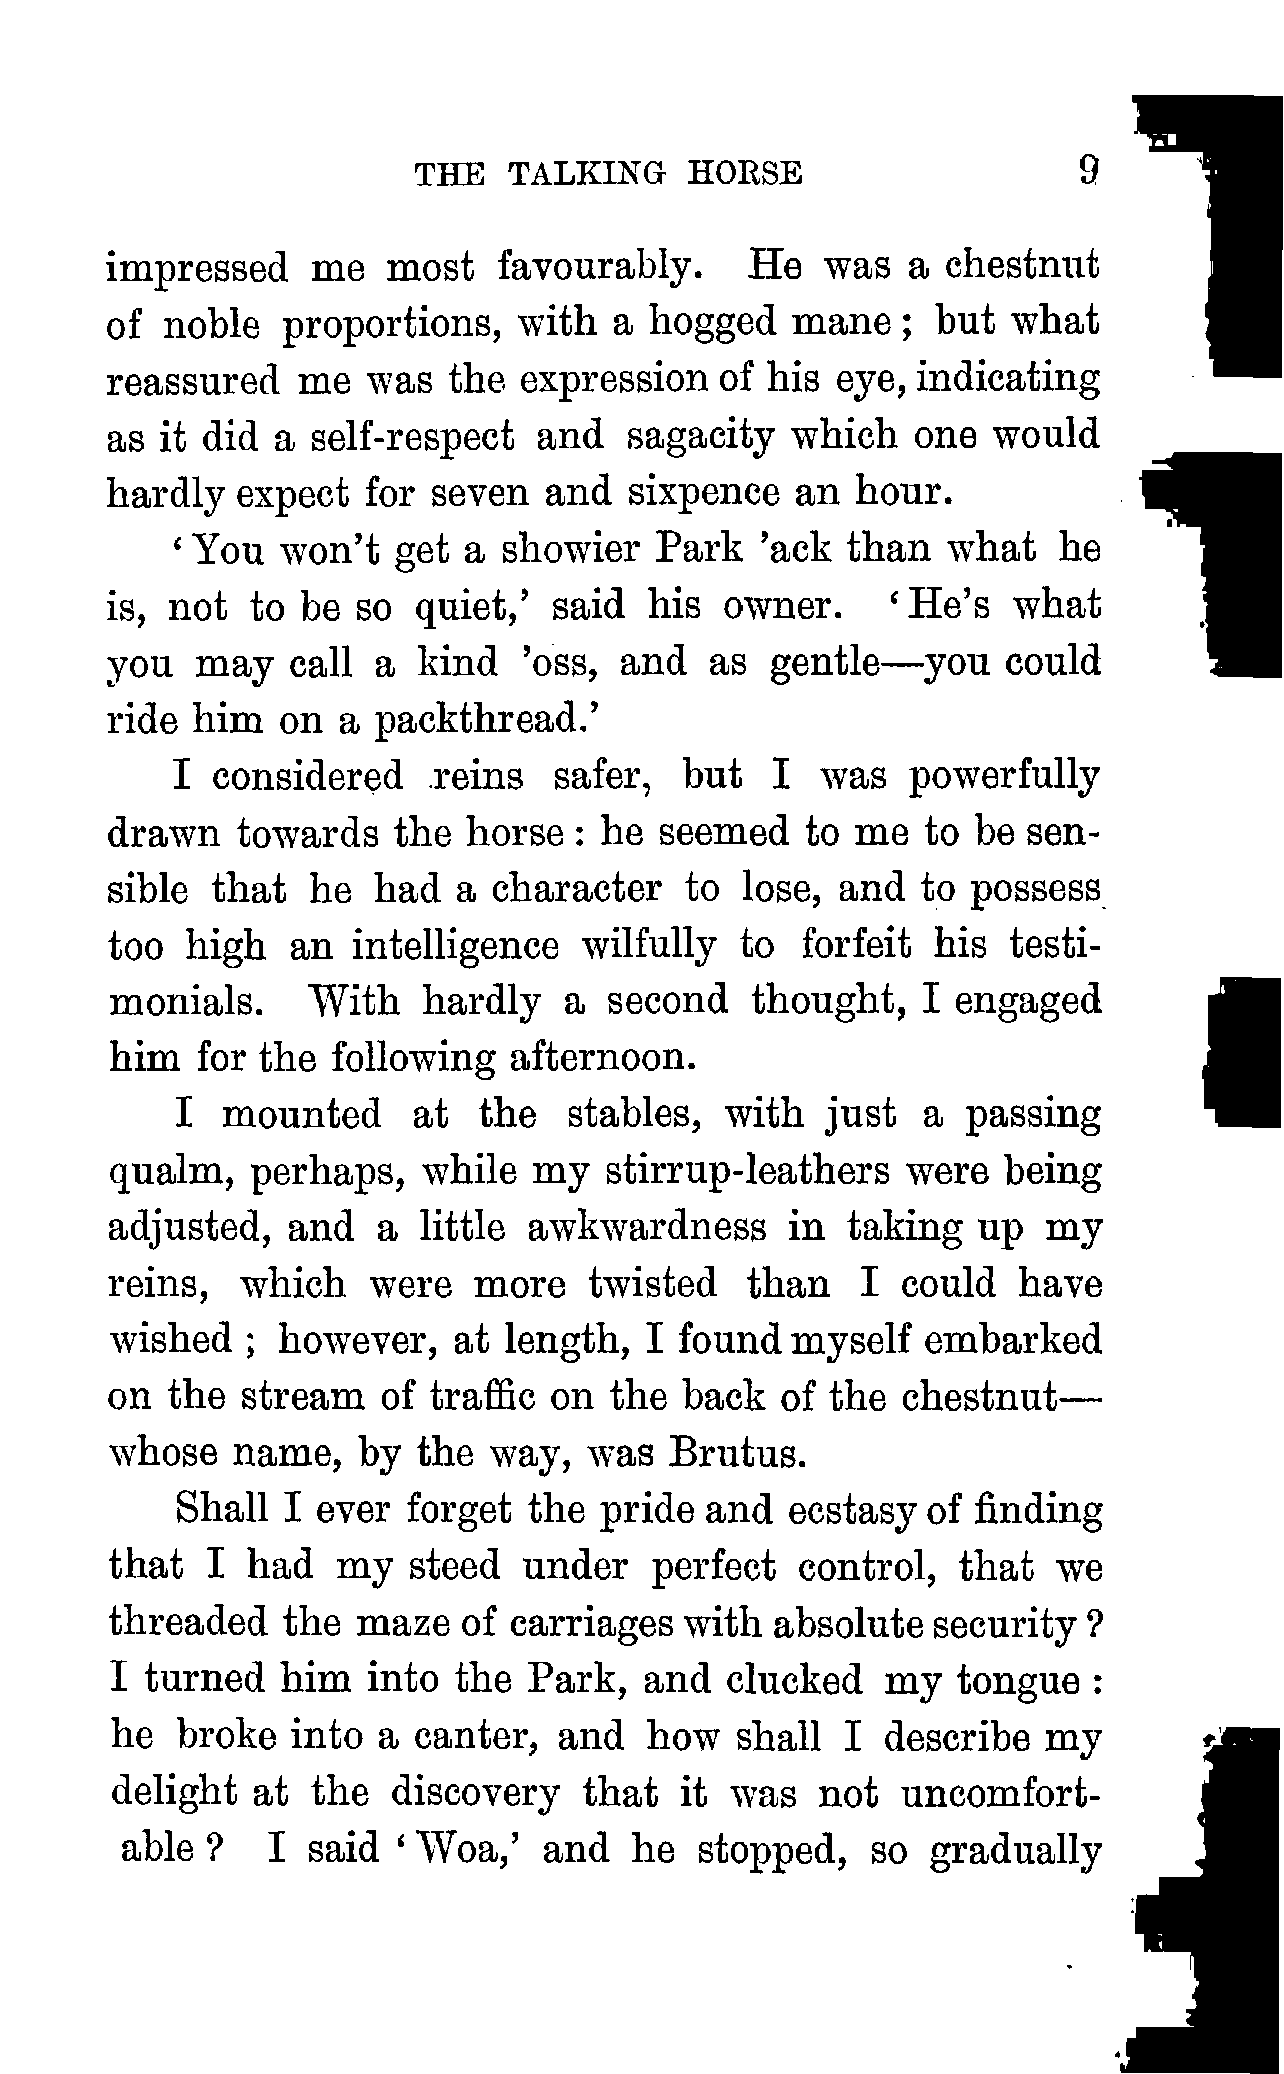 THE TALKING HORSE 9
impressed me most favourably. He was a chestnut
of noble proportions, with a hogged mane ; but what
reassured me was the expression of his eye, indicating
as it did a self-respect and sagacity which one would
hardly expect for seven and sixpence an hour.
‘ You won’t get a showier Park ’ack than what he
is, not to be so quiet,’ said his owner. ‘ He’s what
you may call a kind ’oss, and as gentle—you could
ride him on a packthread.’
I considered reins safer, but I was powerfully
drawn towards the horse : he seemed to me to be sen-
sible that he had a character to lose, and to possess
too high an intelligence wilfully to forfeit his testi-
monials. With hardly a second thought, I engaged
him for the following afternoon.
I mounted at the stables, with just a passing
qualm, perhaps, while my stirrup-leathers were being
adjusted, and a little awkwardness in taking up my
reins, which were more twisted than I could have
wished ; however, at length, I found myself embarked
on the stream of traffic on the back of the chestnut—
whose name, by the way, was Brutus.
Shall I ever forget the pride and ecstasy of finding
that I had my steed under perfect control, that we
threaded the maze of carriages with absolute security ?
I turned him into the Park, and clucked my tongue :
he broke into a canter, and how shall I describe my
delight at the discovery that it was not uncomfort-
able ? I said ‘ Woa,’ and he stopped, so gradually